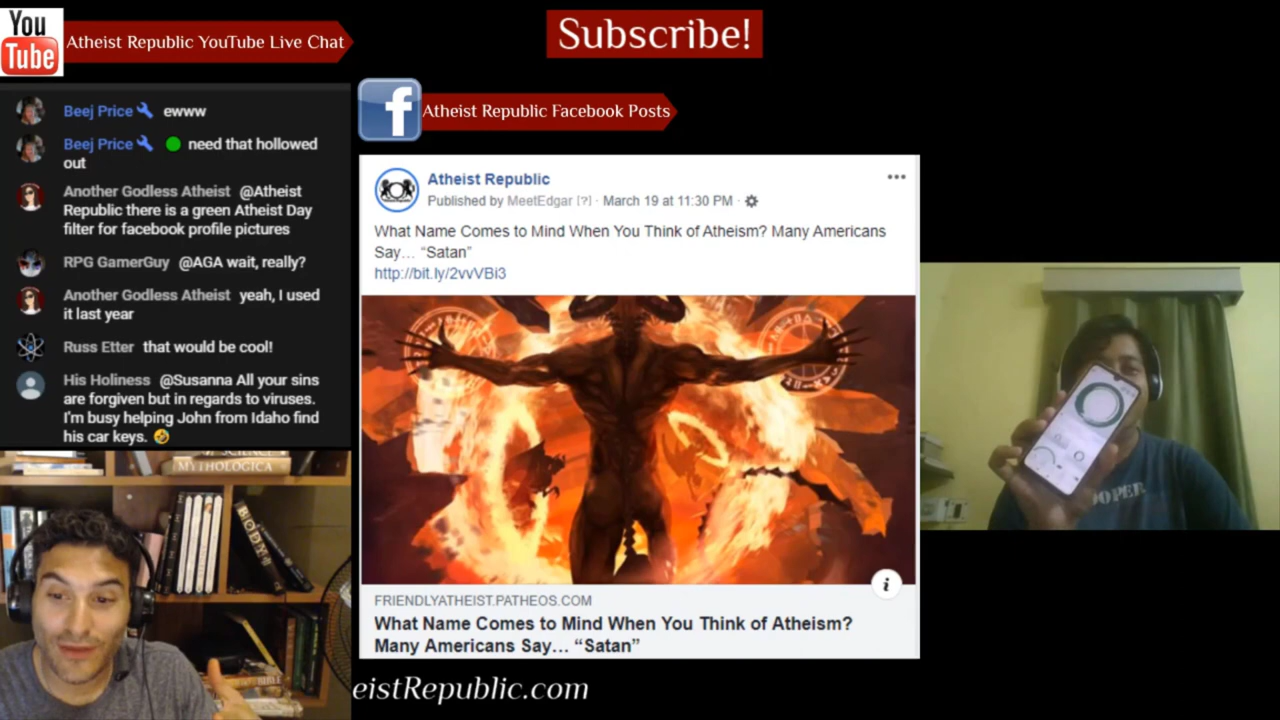 You
Tube
Atheist Republic YouTube Live Chat
Subscribe!
Beej Price ewww
Beej Price need that hollowed
out
Another Godless Atheist @Atheist
Republic there is a green Atheist Day
filter for facebook profile pictures
RPG GamerGuy @AGA wait, really?
Another Godless Atheist yeah, I used
it last year
Russ Etter that would be cool!
His Holiness @Susanna All your sins
are forgiven but in regards to viruses.
I'm busy helping John from Idaho find
his car keys.
f
Atheist Republic Facebook Posts
Atheist Republic
Published by MeetEdgar [?] · March 19 at 11:30 PM ·
What Name Comes to Mind When You Think of Atheism? Many Americans
Say… “Satan”
http://bit.ly/2vvVBi3
i
FRIENDLYATHEIST.PATHEOS.COM
What Name Comes to Mind When You Think of Atheism?
Many Americans Say… “Satan”
MYTHOLOGICA
BODY
OOPER
eistRepublic.com